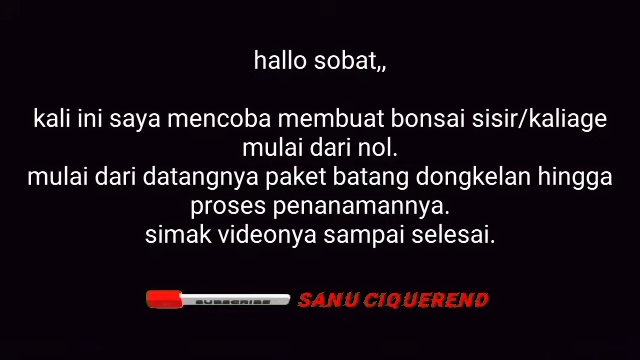 hallo sobat,,
kali ini saya mencoba membuat bonsai sisir/kaliage
mulai dari nol.
mulai dari datangnya paket batang dongkelan hingga
proses penanamannya.
simak videonya sampai selesai.
SUBSCRIBE SANU CIQUEREND